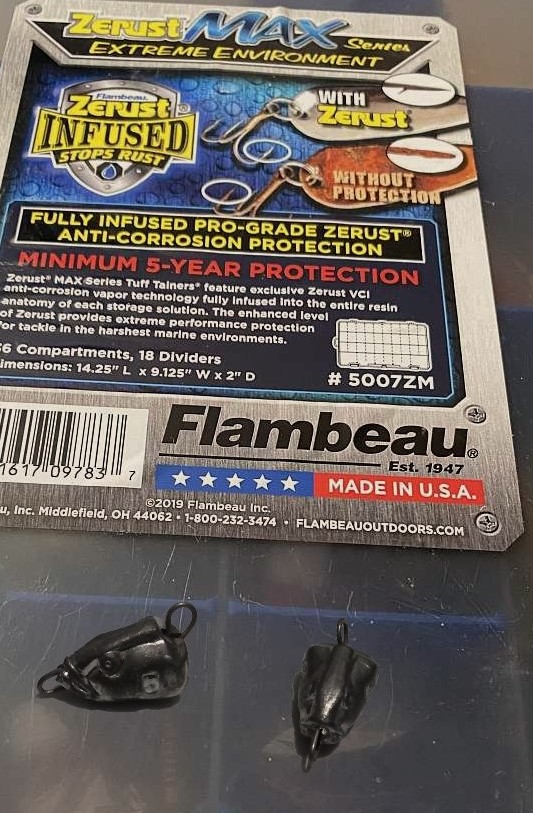 Zerust MAX Series
EXTREME ENVIRONMENT
Flambeau.
Zerust
INFUSED
STOPS RUST
WITH
Zerust
WITHOUT
PROTECTION
FULLY INFUSED PRO-GRADE ZERUST®
ANTI-CORROSION PROTECTION
MINIMUM 5-YEAR PROTECTION
Zerust® MAX Series Tuff Tainers® feature exclusive Zerust VCI
anti-corrosion vapor technology fully infused into the entire resin
anatomy of each storage solution. The enhanced level
of Zerust provides extreme performance protection
for tackle in the harshest marine environments.
6 Compartments, 18 Dividers
imensions: 14.25" L x 9.125" W x 2" D
# 5007ZM
1617 09783 7
Flambeau®
Est. 1947
MADE IN U.S.A.
©2019 Flambeau Inc.
u, Inc. Middlefield, OH 44062 • 1-800-232-3474 • FLAMBEAUOUTDOORS.COM